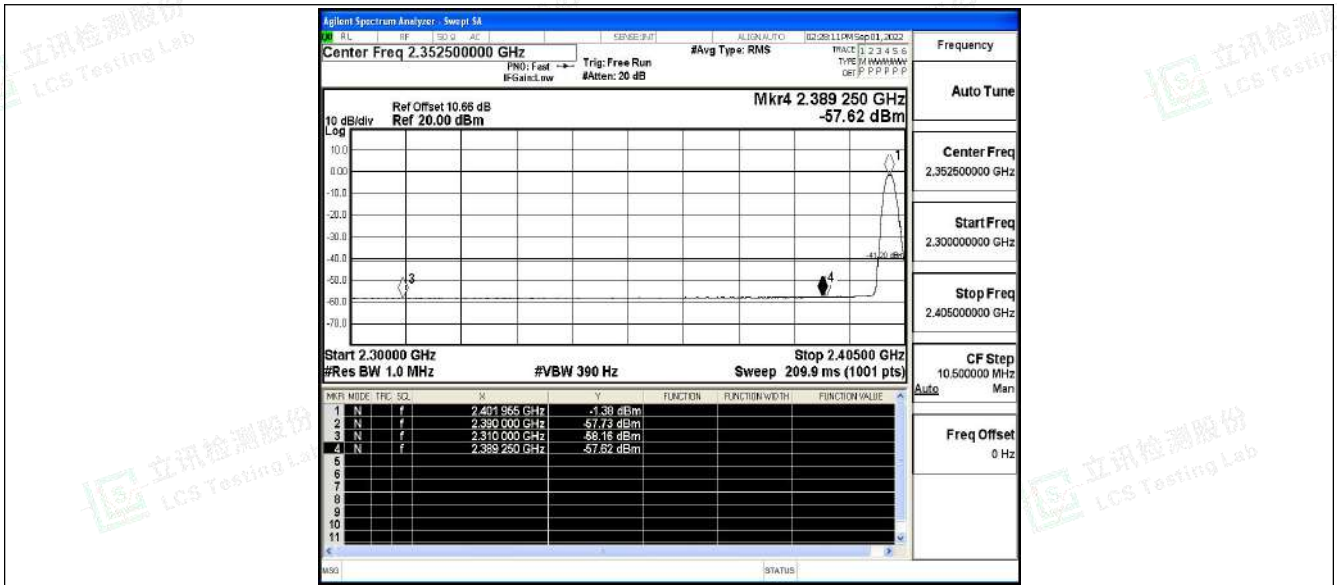 Agilent Spectrum Analyzer - Swept SA
RL RF 50 Ω AC SENSE:INT ALIGN AUTO 02:28:11 PM Sep 01, 2022
Center Freq 2.352500000 GHz #Avg Type: RMS TRACE 1 2 3 4 5 6
PNO: Fast Trig: Free Run TYPE M WWWWW
IFGain:Low #Atten: 20 dB DET P P P P P P
Frequency
Auto Tune
Mkr4 2.389 250 GHz
-57.62 dBm
Ref Offset 10.66 dB
10 dB/div Ref 20.00 dBm
Log
10.0
0.00
-10.0
-20.0
-30.0
-40.0
-50.0
-60.0
-70.0
1
3
4
-41.20 dBm
Start 2.30000 GHz Stop 2.40500 GHz
#Res BW 1.0 MHz #VBW 390 Hz Sweep 209.9 ms (1001 pts)
MKR MODE TRC SCL X Y FUNCTION FUNCTION WIDTH FUNCTION VALUE
1 N f 2.401 965 GHz -1.38 dBm
2 N f 2.390 000 GHz -57.73 dBm
3 N f 2.310 000 GHz -58.16 dBm
4 N f 2.389 250 GHz -57.62 dBm
5
6
7
8
9
10
11
MSG STATUS
Center Freq
2.352500000 GHz
Start Freq
2.300000000 GHz
Stop Freq
2.405000000 GHz
CF Step
10.500000 MHz
Auto Man
Freq Offset
0 Hz
立讯检测股份
LCS Testing Lab
立讯检测
LCS Testin
立讯检测股份
LCS Testing Lab
立讯检测股份
LCS Testing Lab